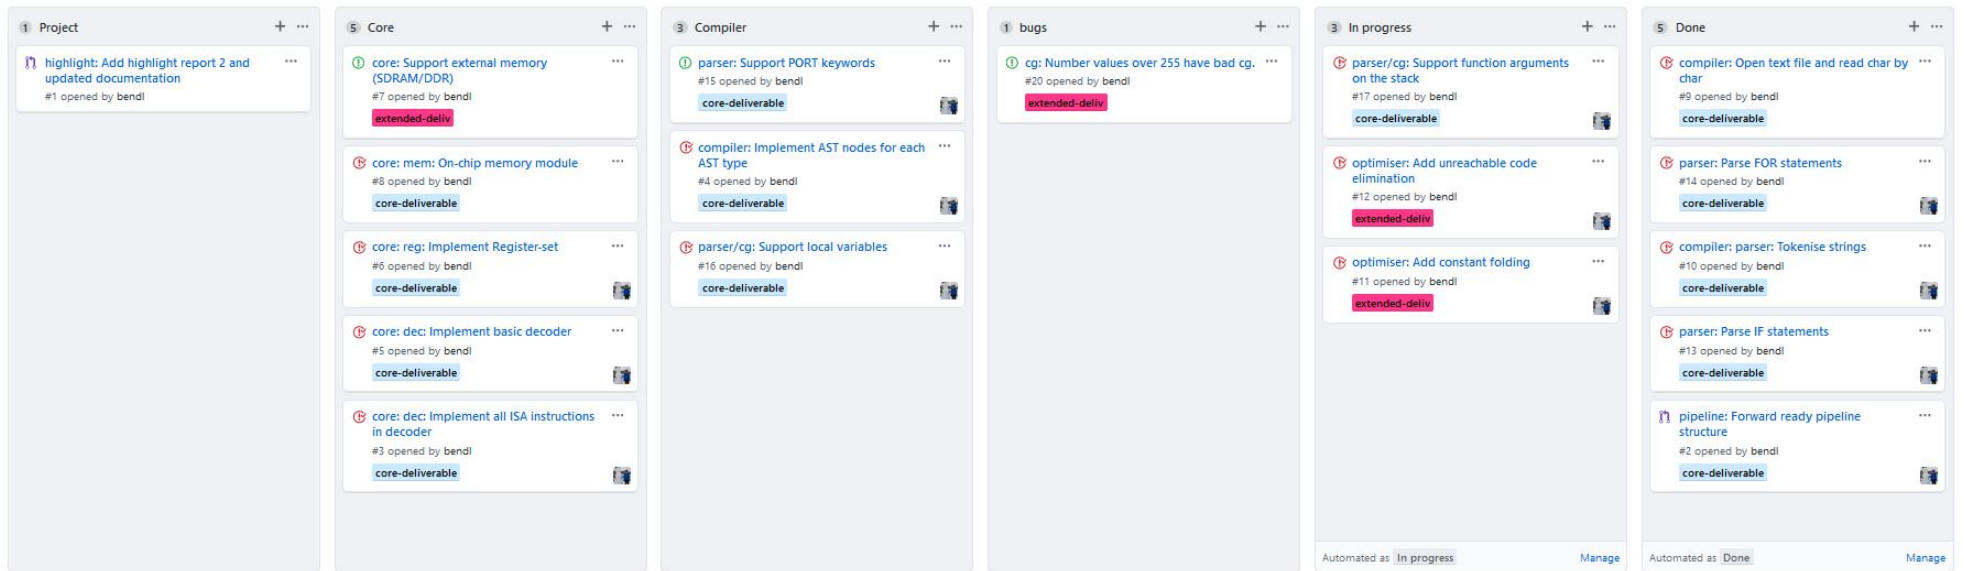 1 Project
highlight: Add highlight report 2 and
updated documentation
#1 opened by bendl
5 Core
core: Support external memory
(SDRAM/DDR)
#7 opened by bendl
extended-deliv
core: mem: On-chip memory module
#8 opened by bendl
core-deliverable
core: reg: Implement Register-set
#6 opened by bendl
core-deliverable
core: dec: Implement basic decoder
#5 opened by bendl
core-deliverable
core: dec: Implement all ISA instructions
in decoder
#3 opened by bendl
core-deliverable
3 Compiler
parser: Support PORT keywords
#15 opened by bendl
core-deliverable
compiler: Implement AST nodes for each
AST type
#4 opened by bendl
core-deliverable
parser/cg: Support local variables
#16 opened by bendl
core-deliverable
1 bugs
cg: Number values over 255 have bad cg.
#20 opened by bendl
extended-deliv
3 In progress
parser/cg: Support function arguments
on the stack
#17 opened by bendl
core-deliverable
optimiser: Add unreachable code
elimination
#12 opened by bendl
extended-deliv
optimiser: Add constant folding
#11 opened by bendl
extended-deliv
Automated as In progress Manage
5 Done
compiler: Open text file and read char by
char
#9 opened by bendl
core-deliverable
parser: Parse FOR statements
#14 opened by bendl
core-deliverable
compiler: parser: Tokenise strings
#10 opened by bendl
core-deliverable
parser: Parse IF statements
#13 opened by bendl
core-deliverable
pipeline: Forward ready pipeline
structure
#2 opened by bendl
core-deliverable
Automated as Done Manage